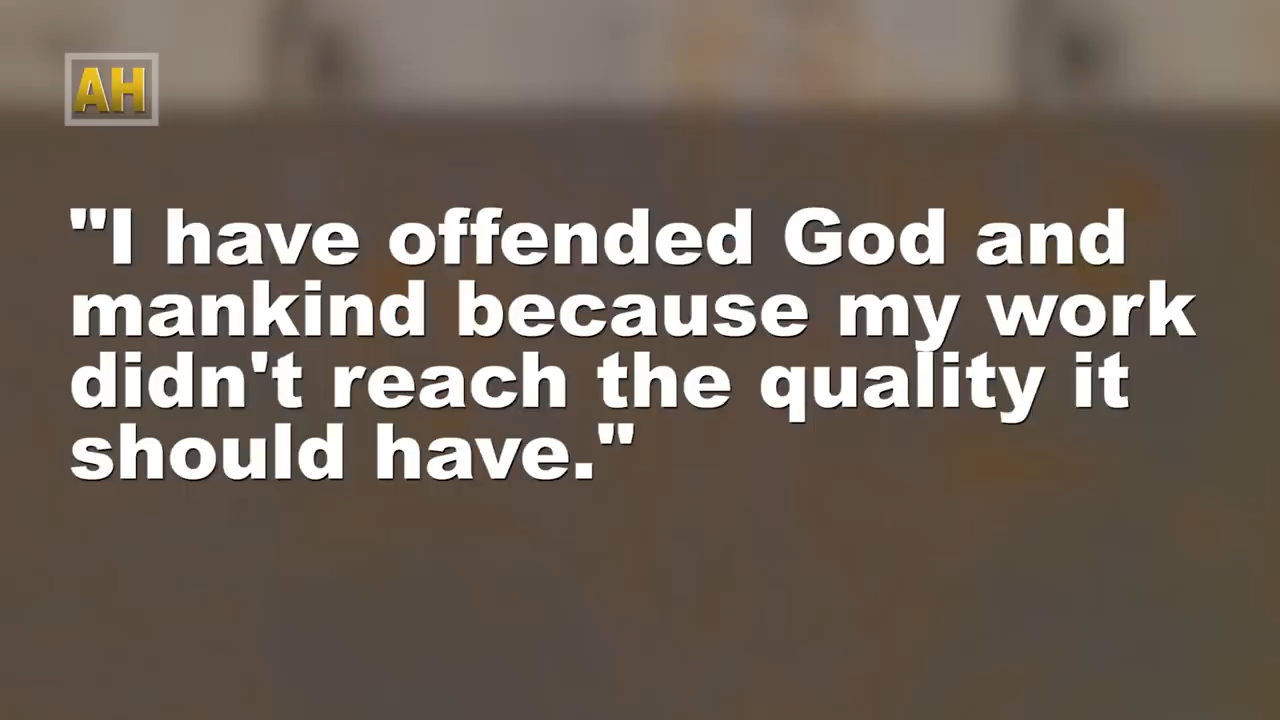 AH
"I have offended God and
mankind because my work
didn't reach the quality it
should have."